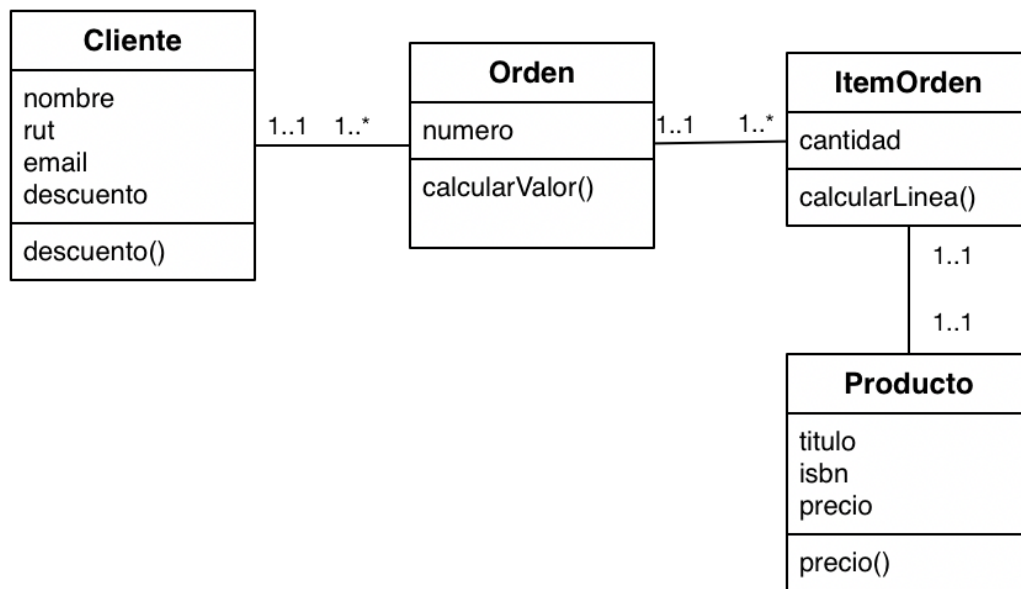 Cliente
nombre
rut
email
descuento
descuento()
1..1 1..*
Orden
numero
calcularValor()
1..1 1..*
ItemOrden
cantidad
calcularLinea()
1..1
1..1
Producto
titulo
isbn
precio
precio()